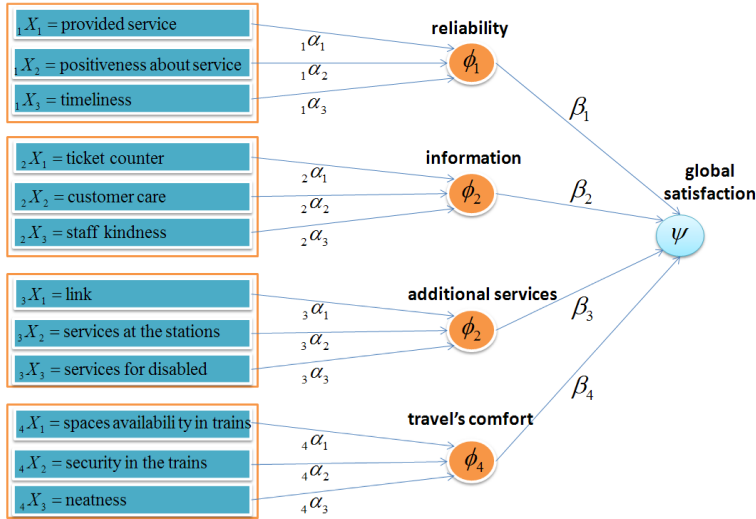 ₁X₁ = provided service
₁X₂ = positiveness about service
₁X₃ = timeliness
₁α₁
₁α₂
₁α₃
reliability
ϕ₁
β₁
₂X₁ = ticket counter
₂X₂ = customer care
₂X₃ = staff kindness
₂α₁
₂α₂
₂α₃
information
ϕ₂
β₂
global
satisfaction
ψ
₃X₁ = link
₃X₂ = services at the stations
₃X₃ = services for disabled
₃α₁
₃α₂
₃α₃
additional services
ϕ₂
β₃
₄X₁ = spaces availability in trains
₄X₂ = security in the trains
₄X₃ = neatness
₄α₁
₄α₂
₄α₃
travel's comfort
ϕ₄
β₄